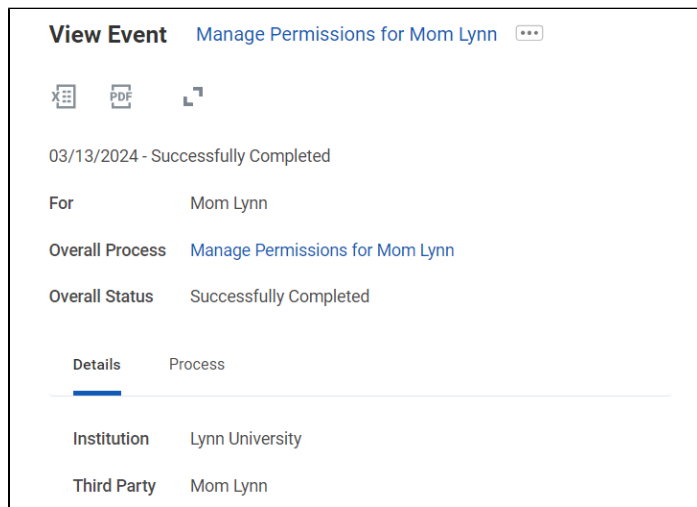 View Event Manage Permissions for Mom Lynn
X PDF
03/13/2024 - Successfully Completed
For Mom Lynn
Overall Process Manage Permissions for Mom Lynn
Overall Status Successfully Completed
Details Process
Institution Lynn University
Third Party Mom Lynn